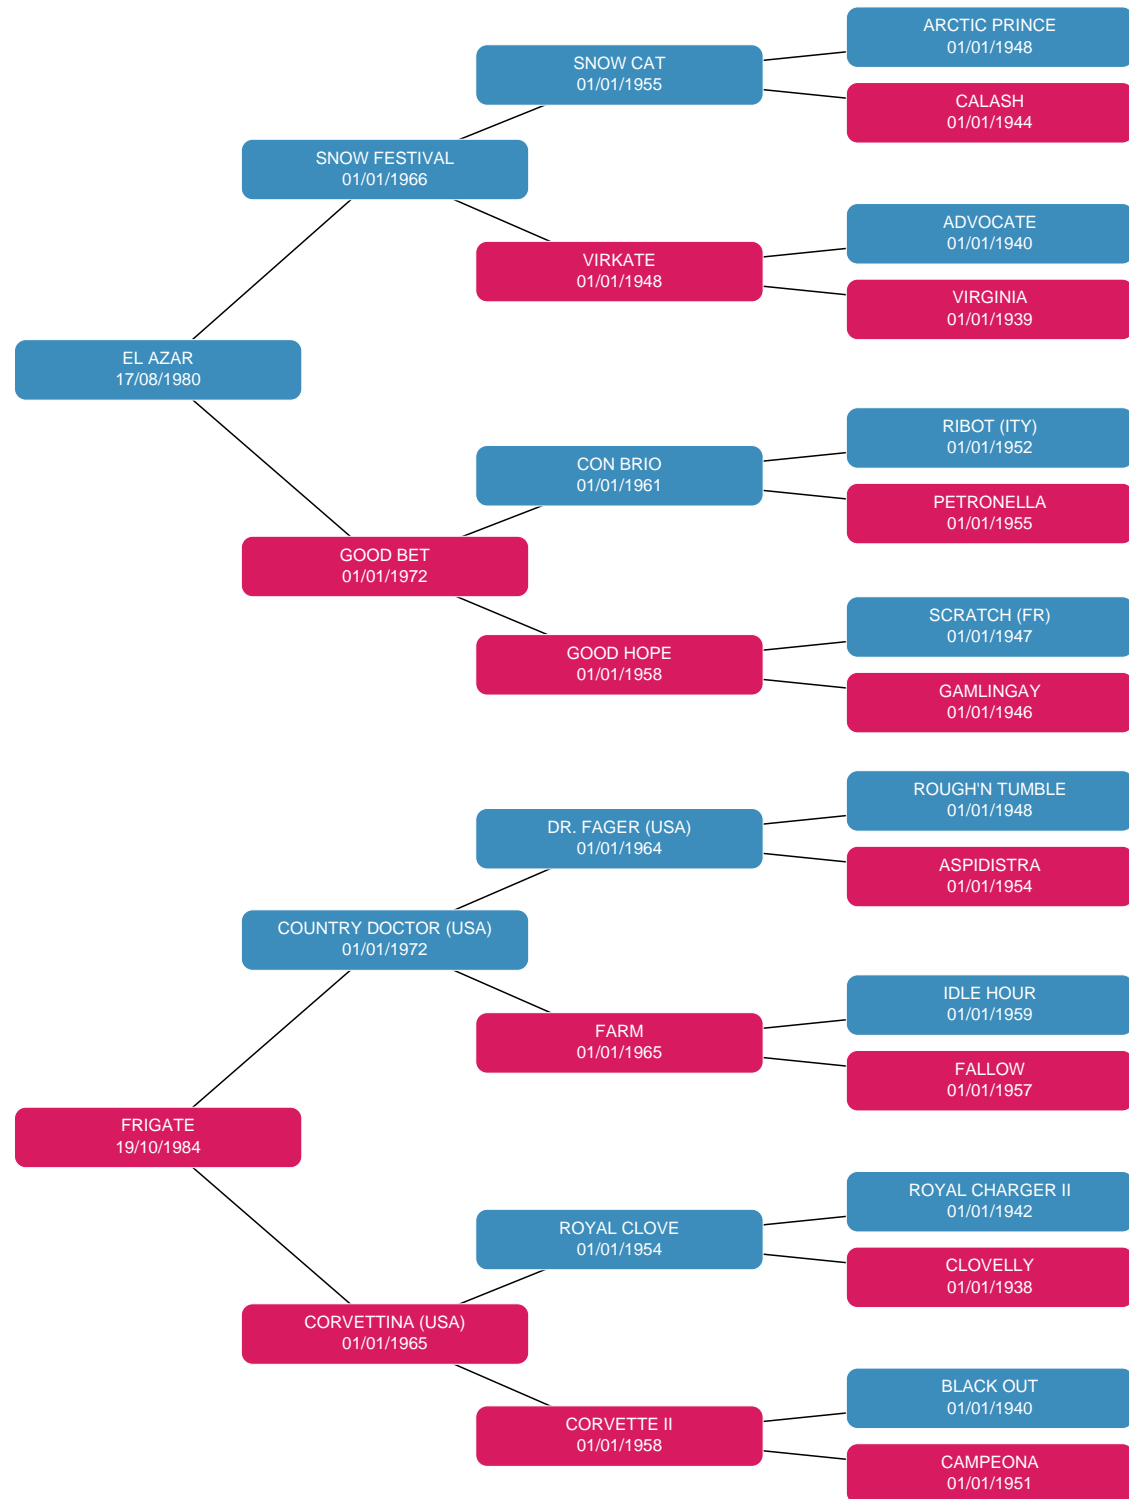 ARCTIC PRINCE
01/01/1948
SNOW CAT
01/01/1955
CALASH
01/01/1944
SNOW FESTIVAL
01/01/1966
ADVOCATE
01/01/1940
VIRKATE
01/01/1948
VIRGINIA
01/01/1939
EL AZAR
17/08/1980
RIBOT (ITY)
01/01/1952
CON BRIO
01/01/1961
PETRONELLA
01/01/1955
GOOD BET
01/01/1972
SCRATCH (FR)
01/01/1947
GOOD HOPE
01/01/1958
GAMLINGAY
01/01/1946
ROUGH'N TUMBLE
01/01/1948
DR. FAGER (USA)
01/01/1964
ASPIDISTRA
01/01/1954
COUNTRY DOCTOR (USA)
01/01/1972
IDLE HOUR
01/01/1959
FARM
01/01/1965
FALLOW
01/01/1957
FRIGATE
19/10/1984
ROYAL CHARGER II
01/01/1942
ROYAL CLOVE
01/01/1954
CLOVELLY
01/01/1938
CORVETTINA (USA)
01/01/1965
BLACK OUT
01/01/1940
CORVETTE II
01/01/1958
CAMPEONA
01/01/1951